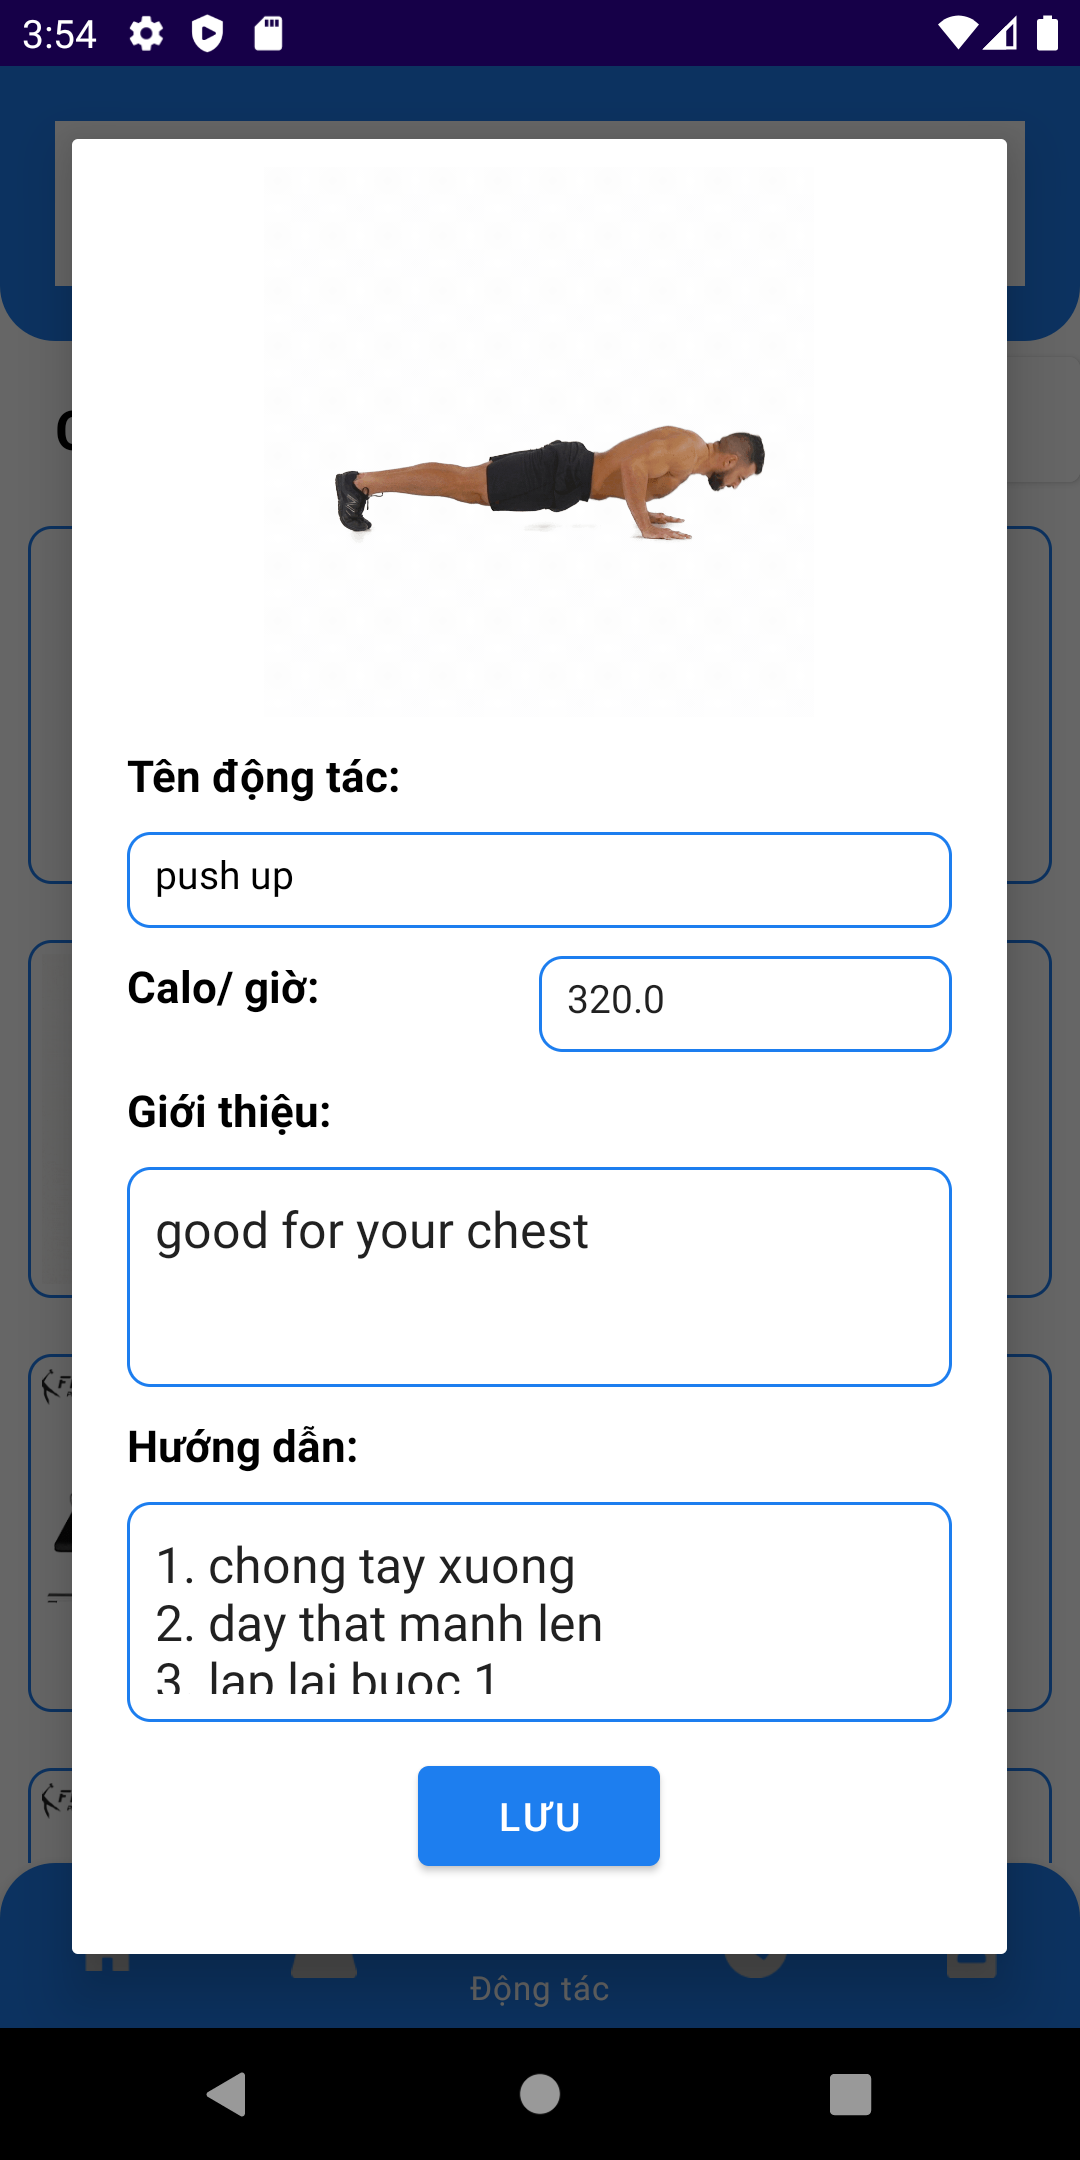 3:54
Tên động tác:
push up
Calo/ giờ:
320.0
Giới thiệu:
good for your chest
Hướng dẫn:
1. chong tay xuong
2. day that manh len
3. lap lai buoc 1
LƯU
Động tác